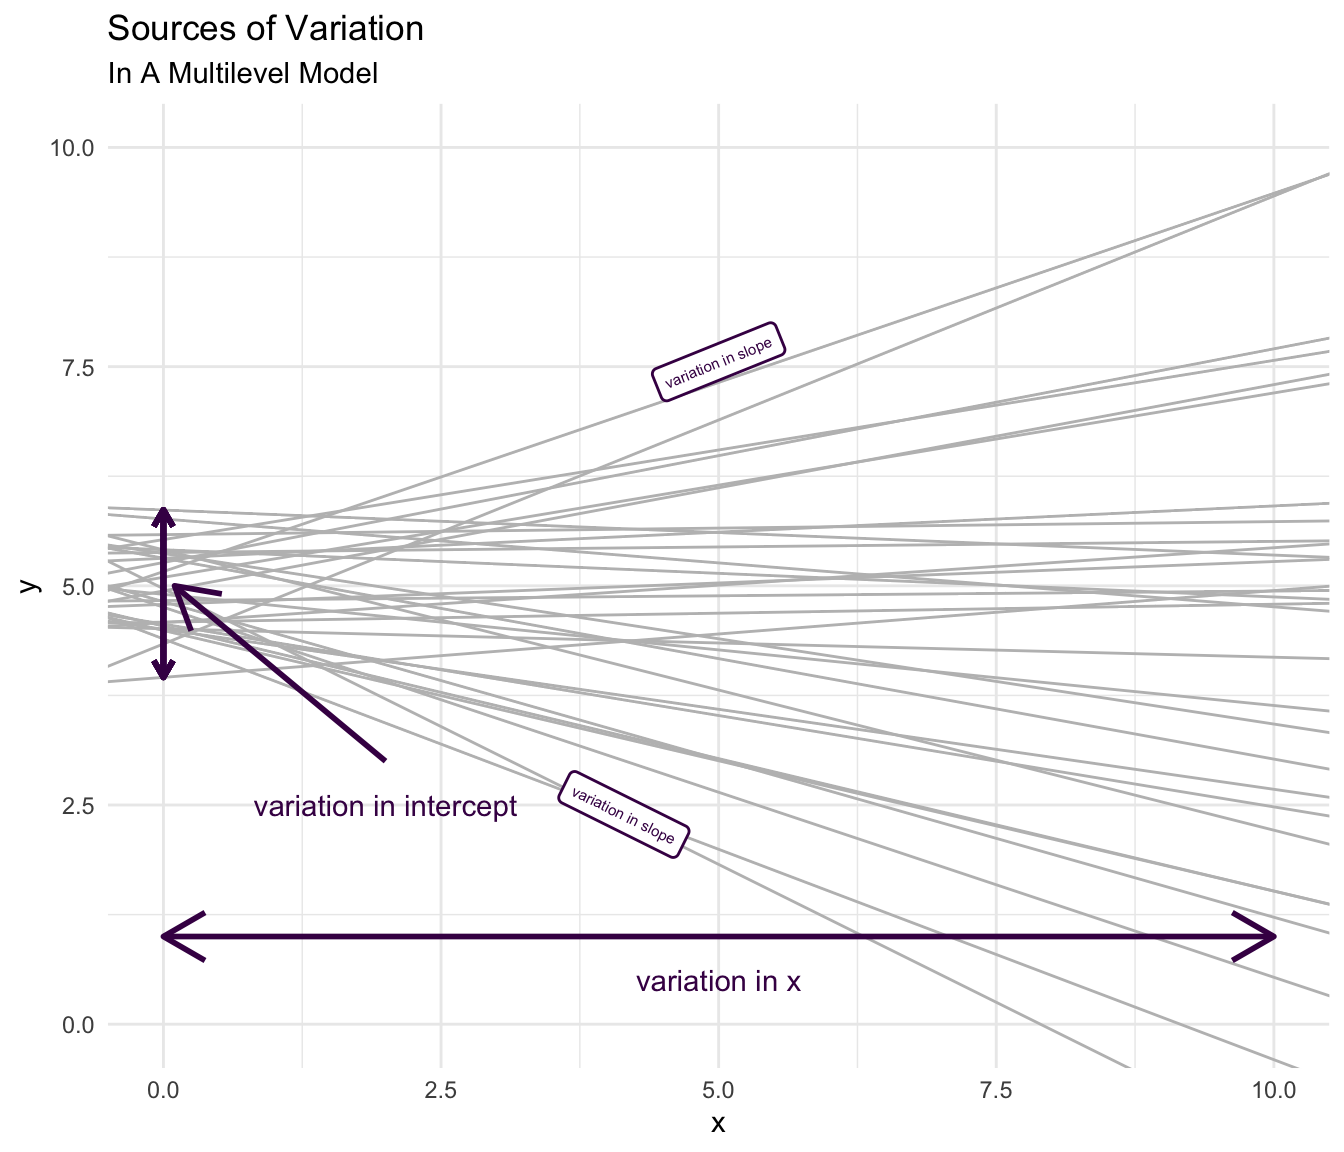 Sources of Variation
In A Multilevel Model
10.0
7.5
5.0
2.5
0.0
y
variation in slope
variation in intercept
variation in slope
variation in x
0.0 2.5 5.0 7.5 10.0
x